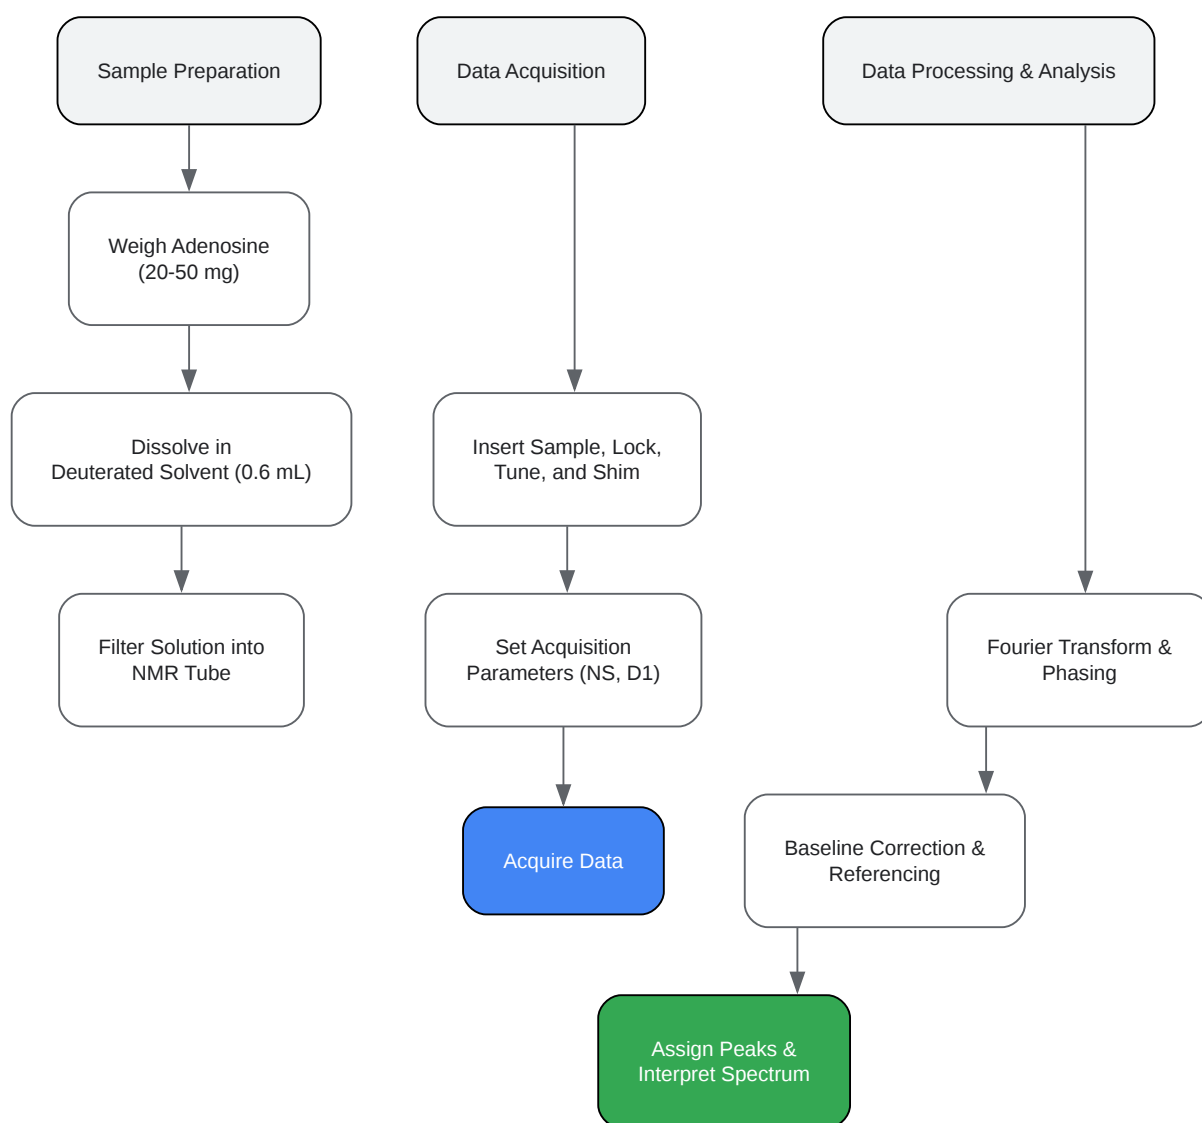 Sample Preparation
Data Acquisition
Data Processing & Analysis
Weigh Adenosine
(20-50 mg)
Dissolve in
Deuterated Solvent (0.6 mL)
Insert Sample, Lock,
Tune, and Shim
Filter Solution into
NMR Tube
Set Acquisition
Parameters (NS, D1)
Fourier Transform &
Phasing
Acquire Data
Baseline Correction &
Referencing
Assign Peaks &
Interpret Spectrum